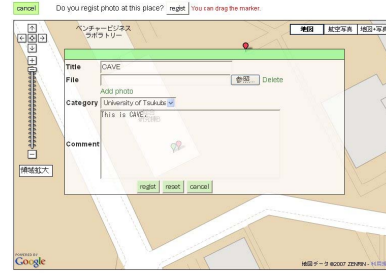 cancel Do you regist photo at this place? regist You can drag the marker.
ベンチャービジネス
ラボラトリー
地図 航空写真 地図+写真
Title CAVE
File 参照... Delete
Add photo
Category University of Tsukuba
This is CAVE.
Comment
領域拡大
regist reset cancel
POWERED BY
Google
地図データ ©2007 ZENRIN -